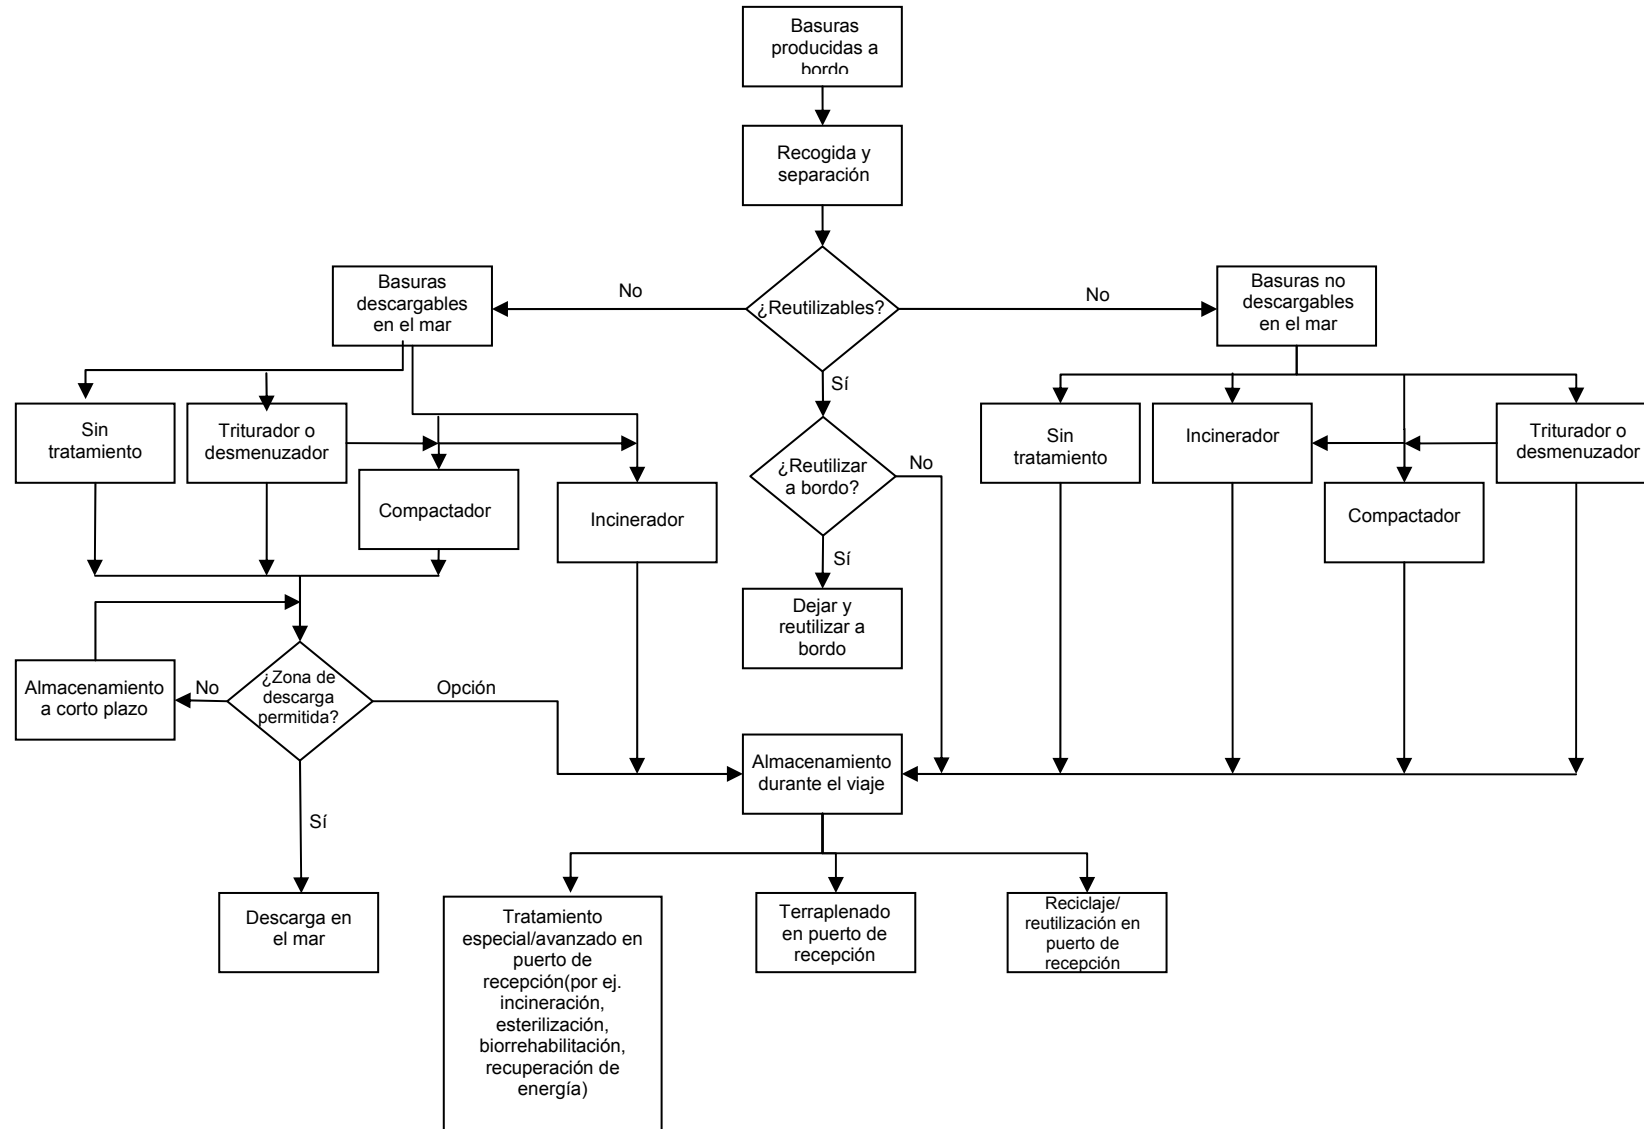 Basuras
producidas a
bordo
Recogida y
separación
Basuras
descargables
en el mar
No
¿Reutilizables?
No
Basuras no
descargables
en el mar
Sí
Sin
tratamiento
Triturador o
desmenuzador
Compactador
Incinerador
¿Reutilizar
a bordo?
No
Sí
Dejar y
reutilizar a
bordo
Sin
tratamiento
Incinerador
Compactador
Triturador o
desmenuzador
Almacenamiento
a corto plazo
No
¿Zona de
descarga
permitida?
Opción
Sí
Almacenamiento
durante el viaje
Descarga en
el mar
Tratamiento
especial/avanzado en
puerto de
recepción(por ej.
incineración,
esterilización,
biorrehabilitación,
recuperación de
energía)
Terraplenado
en puerto de
recepción
Reciclaje/
reutilización en
puerto de
recepción